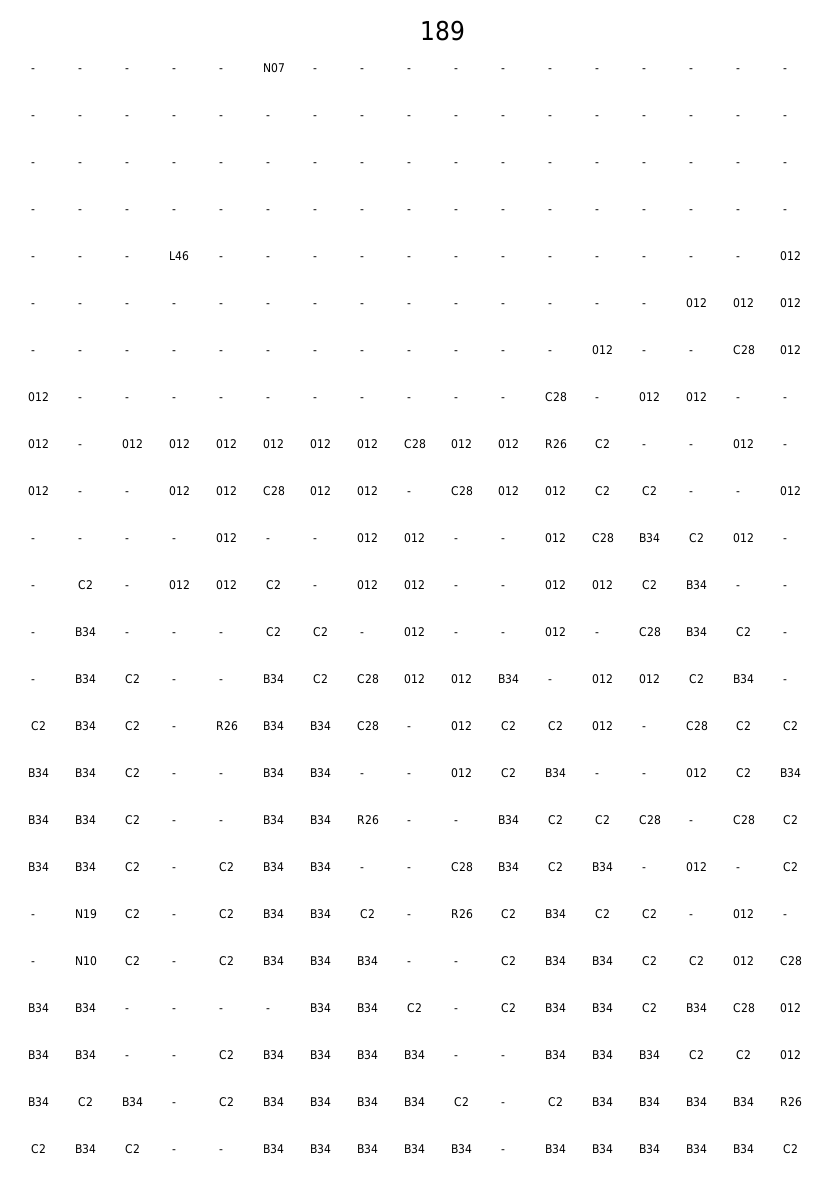 189
- - - - - N07 - - - - - - - - - - -
- - - - - - - - - - - - - - - - -
- - - - - - - - - - - - - - - - -
- - - - - - - - - - - - - - - - -
- - - L46 - - - - - - - - - - - - 012
- - - - - - - - - - - - - - 012 012 012
- - - - - - - - - - - - 012 - - C28 012
012 - - - - - - - - - - C28 - 012 012 - -
012 - 012 012 012 012 012 012 C28 012 012 R26 C2 - - 012 -
012 - - 012 012 C28 012 012 - C28 012 012 C2 C2 - - 012
- - - - 012 - - 012 012 - - 012 C28 B34 C2 012 -
- C2 - 012 012 C2 - 012 012 - - 012 012 C2 B34 - -
- B34 - - - C2 C2 - 012 - - 012 - C28 B34 C2 -
- B34 C2 - - B34 C2 C28 012 012 B34 - 012 012 C2 B34 -
C2 B34 C2 - R26 B34 B34 C28 - 012 C2 C2 012 - C28 C2 C2
B34 B34 C2 - - B34 B34 - - 012 C2 B34 - - 012 C2 B34
B34 B34 C2 - - B34 B34 R26 - - B34 C2 C2 C28 - C28 C2
B34 B34 C2 - C2 B34 B34 - - C28 B34 C2 B34 - 012 - C2
- N19 C2 - C2 B34 B34 C2 - R26 C2 B34 C2 C2 - 012 -
- N10 C2 - C2 B34 B34 B34 - - C2 B34 B34 C2 C2 012 C28
B34 B34 - - - - B34 B34 C2 - C2 B34 B34 C2 B34 C28 012
B34 B34 - - C2 B34 B34 B34 B34 - - B34 B34 B34 C2 C2 012
B34 C2 B34 - C2 B34 B34 B34 B34 C2 - C2 B34 B34 B34 B34 R26
C2 B34 C2 - - B34 B34 B34 B34 B34 - B34 B34 B34 B34 B34 C2